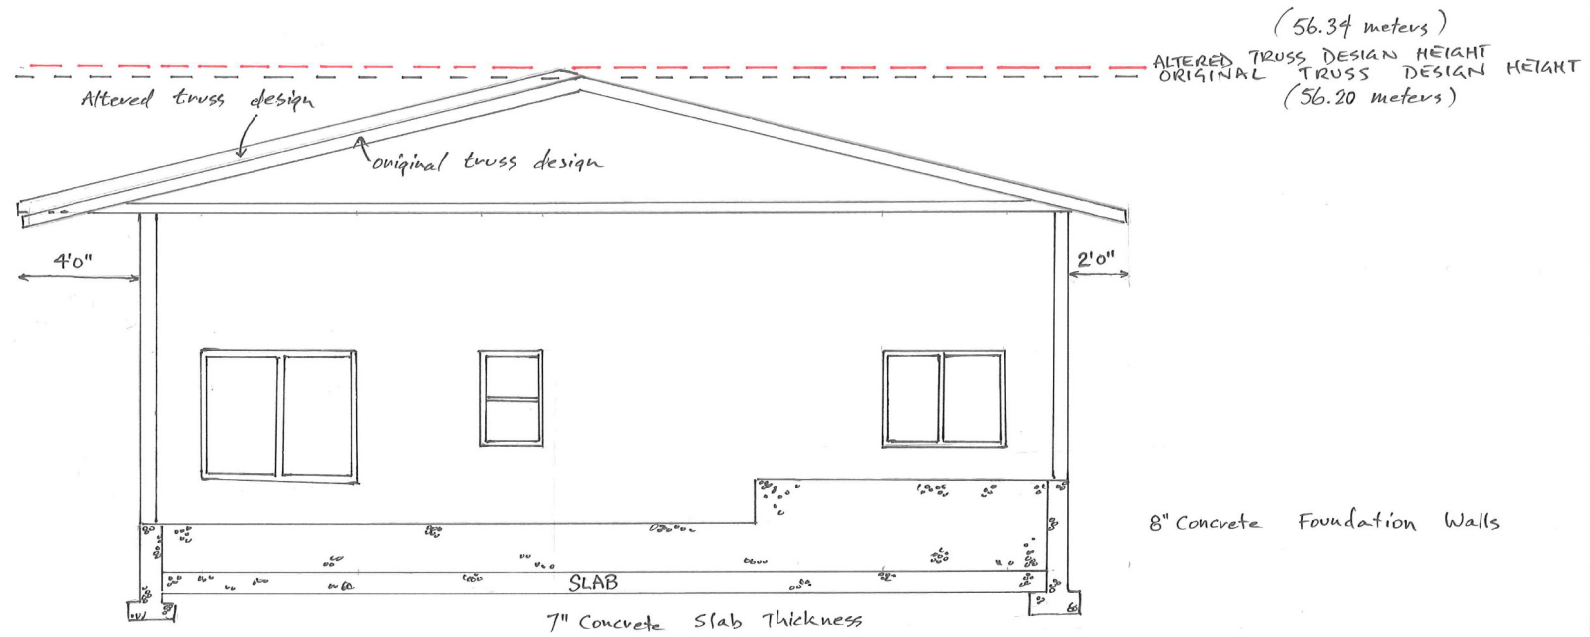 (56.34 meters)
ALTERED TRUSS DESIGN HEIGHT
ORIGINAL TRUSS DESIGN HEIGHT
(56.20 meters)
Altered truss design
original truss design
4'0"
2'0"
8" Concrete Foundation Walls
SLAB
7" Concrete Slab Thickness